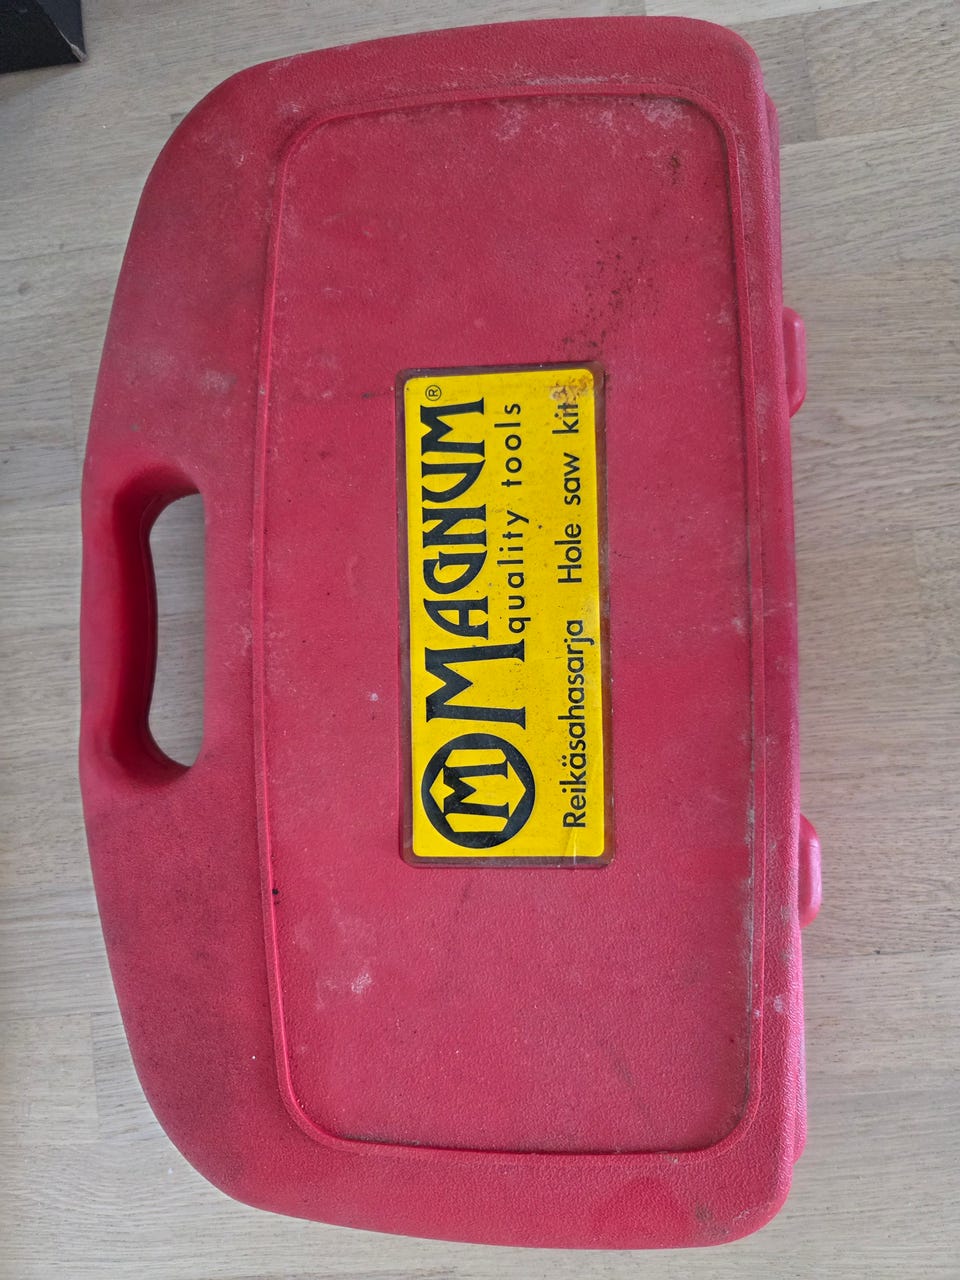 M MAGNUM®
quality tools
Reikäsahasarja Hole saw kit